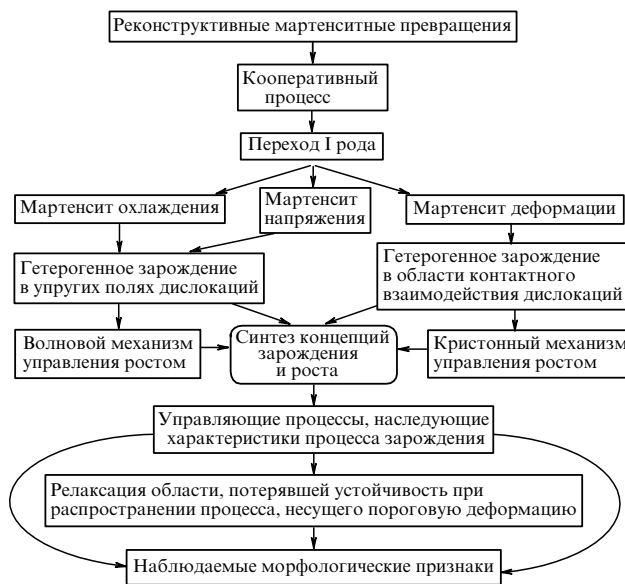 Реконструктивные мартенситные превращения
Кооперативный
процесс
Переход I рода
Мартенсит охлаждения
Мартенсит
напряжения
Мартенсит деформации
Гетерогенное зарождение
в упругих полях дислокаций
Гетерогенное зарождение
в области контактного
взаимодействия дислокаций
Волновой механизм
управления ростом
Синтез концепций
зарождения
и роста
Кристонный механизм
управления ростом
Управляющие процессы, наследующие
характеристики процесса зарождения
Релаксация области, потерявшей устойчивость при
распространении процесса, несущего пороговую деформацию
Наблюдаемые морфологические признаки